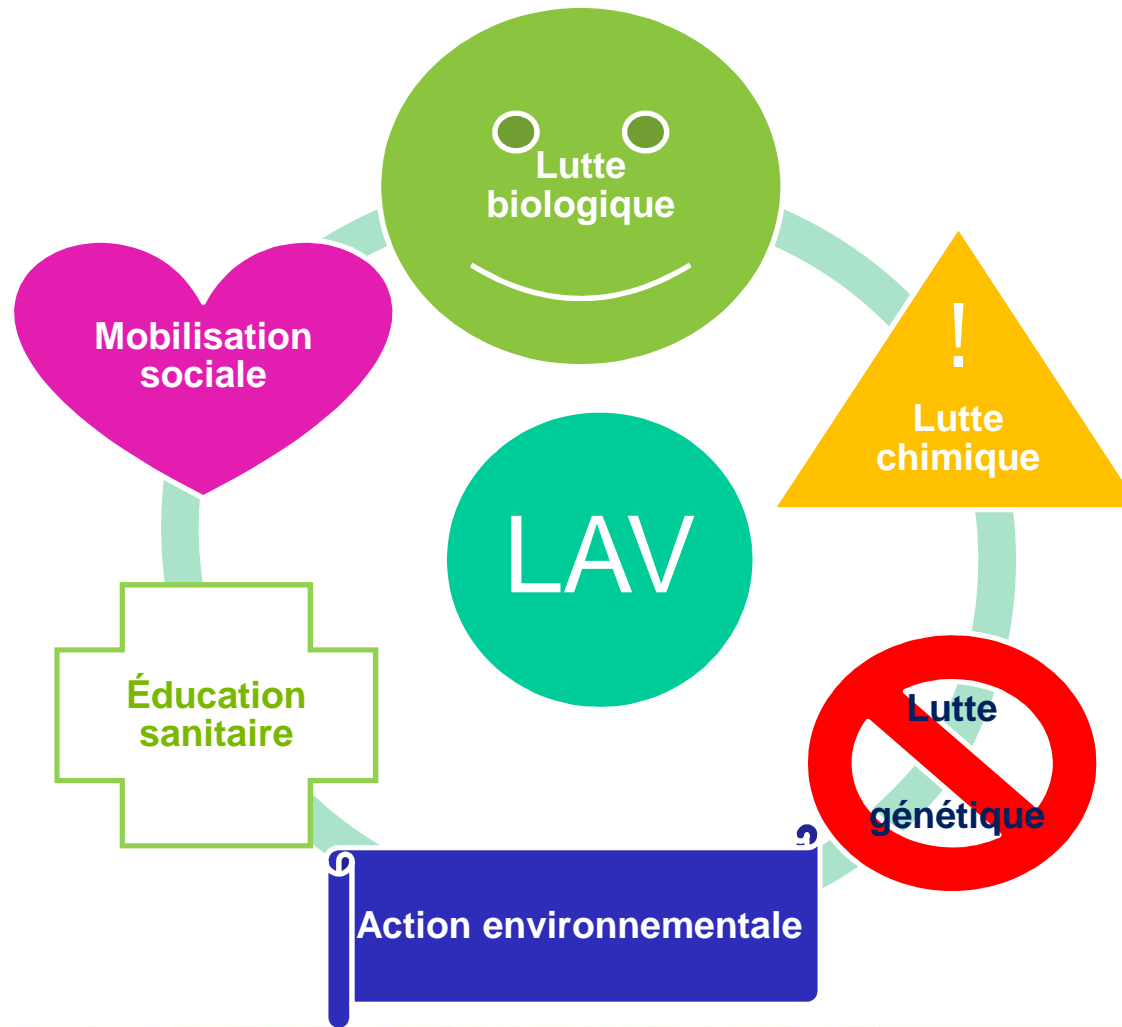 Lutte
biologique
!
Lutte
chimique
Mobilisation
sociale
LAV
Éducation
sanitaire
Lutte
génétique
Action environnementale